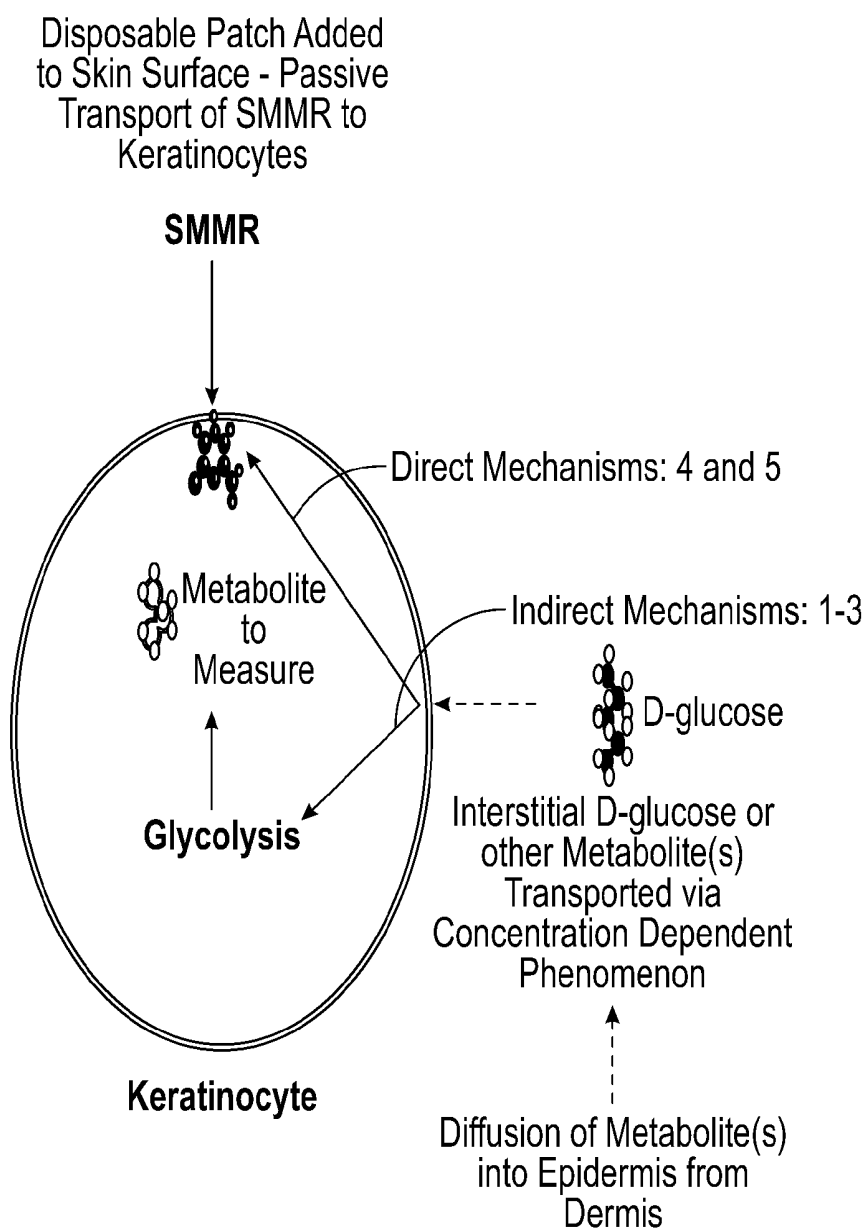 Disposable Patch Added
to Skin Surface - Passive
Transport of SMMR to
Keratinocytes
SMMR
Direct Mechanisms: 4 and 5
Metabolite
to
Measure
Indirect Mechanisms: 1-3
D-glucose
Glycolysis
Interstitial D-glucose or
other Metabolite(s)
Transported via
Concentration Dependent
Phenomenon
Keratinocyte
Diffusion of Metabolite(s)
into Epidermis from
Dermis